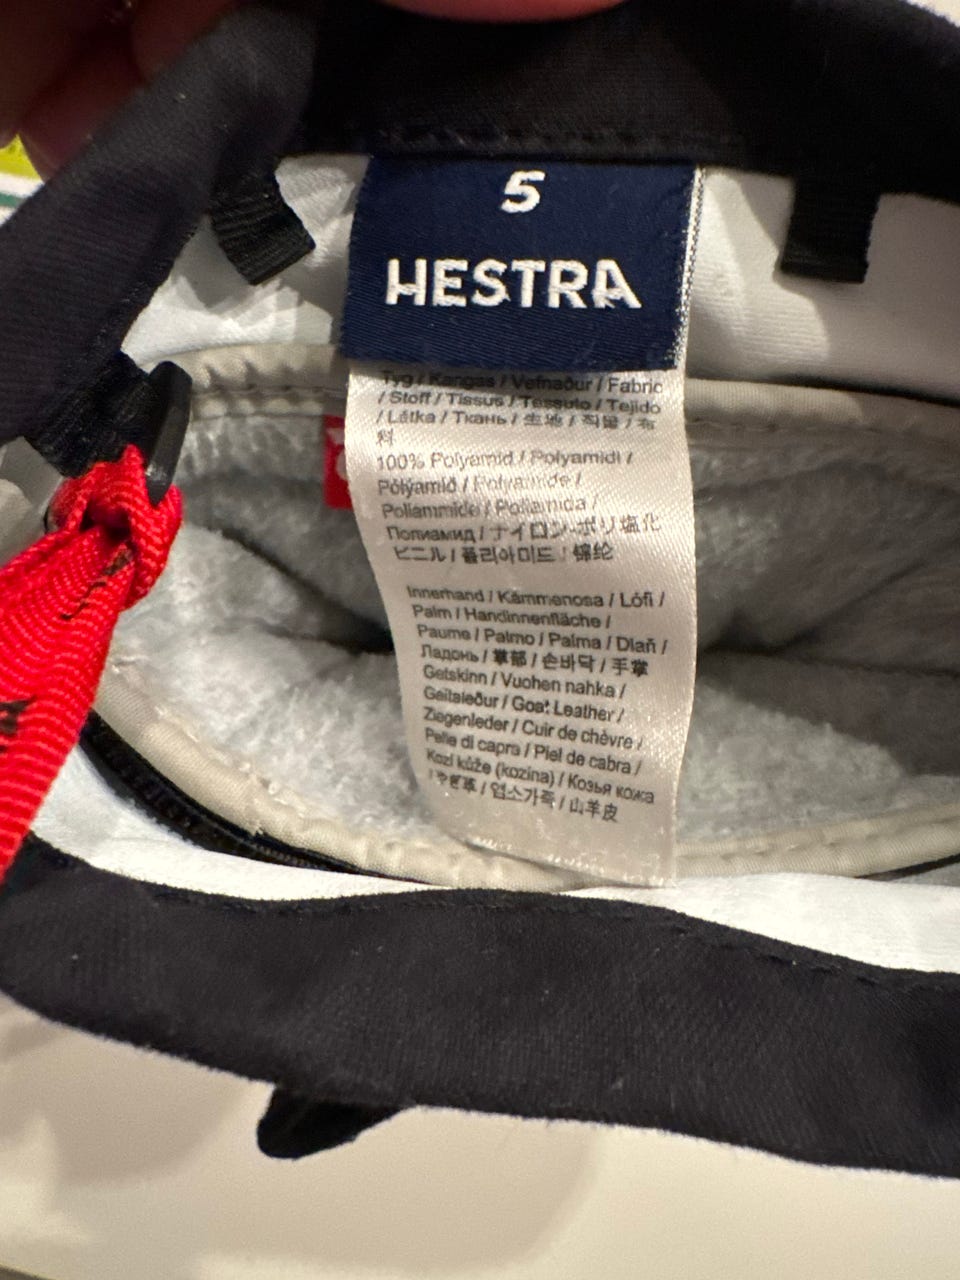 5
HESTRA
Tyg / Kangas / Vefnaður / Fabric
/ Stoff / Tissus / Tessuto / Tejido
/ Látka / Ткань / 生地 / 직물 / 布
料
100% Polyamid / Polyamidi /
Pólýamíð / Polyamide /
Poliammide / Poliamida /
Полиамид / ナイロン-ポリ塩化
ビニル / 폴리아미드 / 锦纶
Innerhand / Kämmenosa / Lófi /
Palm / Handinnenfläche /
Paume / Palmo / Palma / Dlaň /
Ладонь / 掌部 / 손바닥 / 手掌
Getskinn / Vuohen nahka /
Geitaleður / Goat Leather /
Ziegenleder / Cuir de chèvre /
Pelle di capra / Piel de cabra /
Kozí kůže (kozina) / Козья кожа
/ やぎ革 / 염소가죽 / 山羊皮